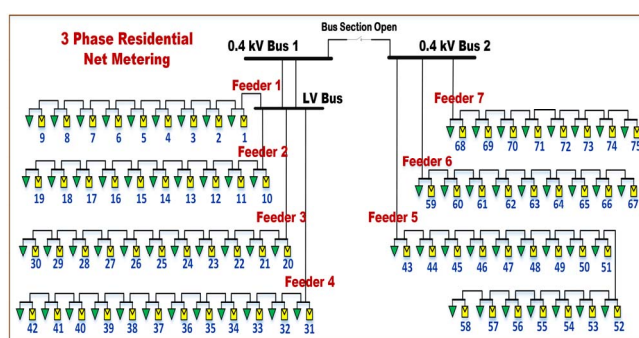 3 Phase Residential
Net Metering
Bus Section Open
0.4 kV Bus 1
0.4 kV Bus 2
Feeder 1
LV Bus
9 8 7 6 5 4 3 2 1
Feeder 2
19 18 17 16 15 14 13 12 11 10
Feeder 3
30 29 28 27 26 25 24 23 22 21 20
Feeder 4
42 41 40 39 38 37 36 35 34 33 32 31
Feeder 7
68 69 70 71 72 73 74 75
Feeder 6
59 60 61 62 63 64 65 66 67
Feeder 5
43 44 45 46 47 48 49 50 51
58 57 56 55 54 53 52